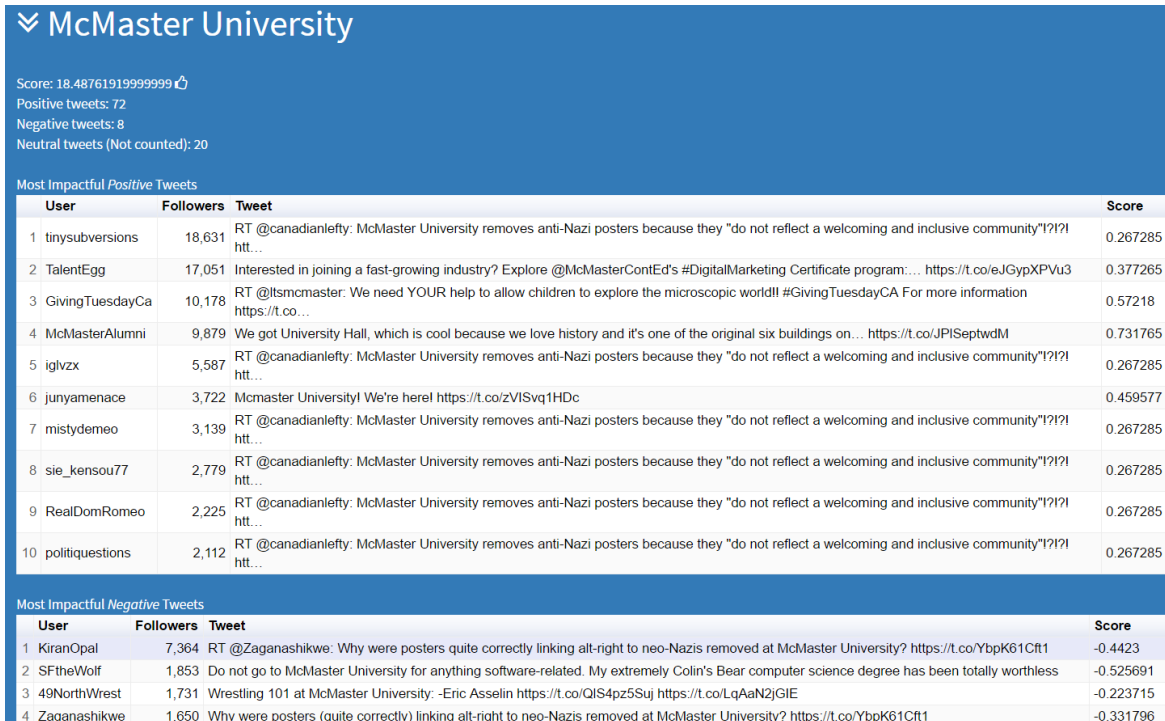 McMaster University
Score: 18.48761919999999
Positive tweets: 72
Negative tweets: 8
Neutral tweets (Not counted): 20
Most Impactful Positive Tweets
User Followers Tweet Score
1 tinysubversions 18,631 RT @canadianlefty: McMaster University removes anti-Nazi posters because they "do not reflect a welcoming and inclusive community"!?!?! 0.267285
htt…
2 TalentEgg 17,051 Interested in joining a fast-growing industry? Explore @McMasterContEd's #DigitalMarketing Certificate program:… https://t.co/eJGypXPVu3 0.377265
3 GivingTuesdayCa 10,178 RT @ltsmcmaster: We need YOUR help to allow children to explore the microscopic world!! #GivingTuesdayCA For more information 0.57218
https://t.co…
4 McMasterAlumni 9,879 We got University Hall, which is cool because we love history and it's one of the original six buildings on… https://t.co/JPlSeptwdM 0.731765
5 iglvzx 5,587 RT @canadianlefty: McMaster University removes anti-Nazi posters because they "do not reflect a welcoming and inclusive community"!?!?! 0.267285
htt…
6 junyamenace 3,722 Mcmaster University! We're here! https://t.co/zVISvq1HDc 0.459577
7 mistydemeo 3,139 RT @canadianlefty: McMaster University removes anti-Nazi posters because they "do not reflect a welcoming and inclusive community"!?!?! 0.267285
htt…
8 sie_kensou77 2,779 RT @canadianlefty: McMaster University removes anti-Nazi posters because they "do not reflect a welcoming and inclusive community"!?!?! 0.267285
htt…
9 RealDomRomeo 2,225 RT @canadianlefty: McMaster University removes anti-Nazi posters because they "do not reflect a welcoming and inclusive community"!?!?! 0.267285
htt…
10 politiquestions 2,112 RT @canadianlefty: McMaster University removes anti-Nazi posters because they "do not reflect a welcoming and inclusive community"!?!?! 0.267285
htt…
Most Impactful Negative Tweets
User Followers Tweet Score
1 KiranOpal 7,364 RT @Zaganashikwe: Why were posters quite correctly linking alt-right to neo-Nazis removed at McMaster University? https://t.co/YbpK61Cft1 -0.4423
2 SFtheWolf 1,853 Do not go to McMaster University for anything software-related. My extremely Colin's Bear computer science degree has been totally worthless -0.525691
3 49NorthWrest 1,731 Wrestling 101 at McMaster University: -Eric Asselin https://t.co/QlS4pz5Suj https://t.co/LqAaN2jGIE -0.223715
4 Zaganashikwe 1,650 Why were posters (quite correctly) linking alt-right to neo-Nazis removed at McMaster University? https://t.co/YbpK61Cft1 -0.331796